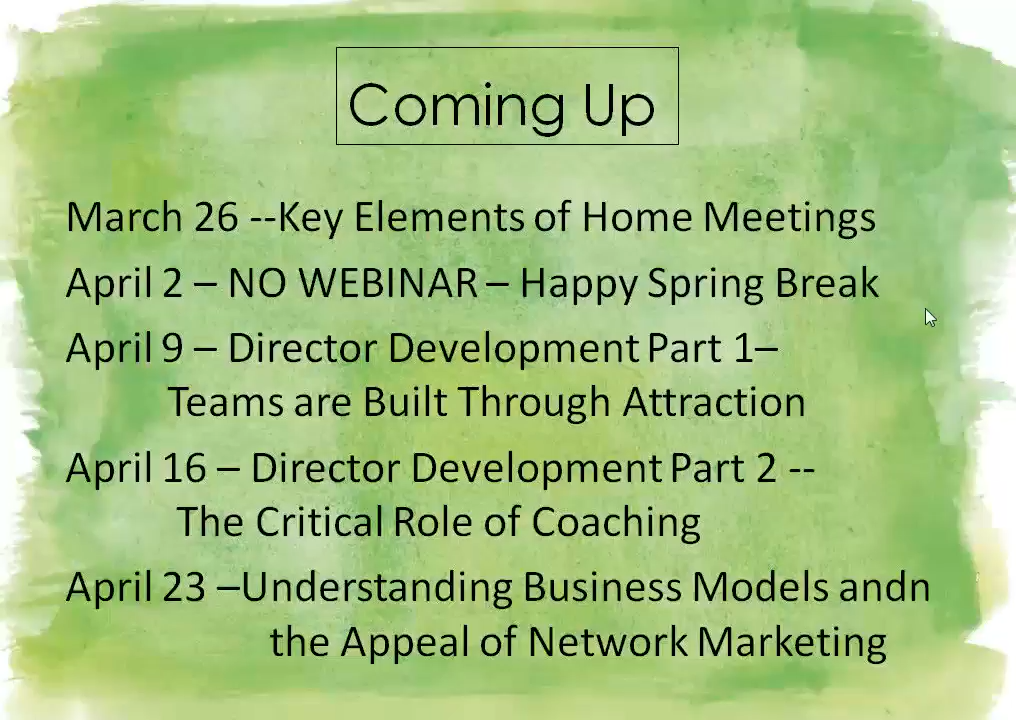 Coming Up
March 26 --Key Elements of Home Meetings
April 2 – NO WEBINAR – Happy Spring Break
April 9 – Director Development Part 1–
Teams are Built Through Attraction
April 16 – Director Development Part 2 --
The Critical Role of Coaching
April 23 –Understanding Business Models andn
the Appeal of Network Marketing